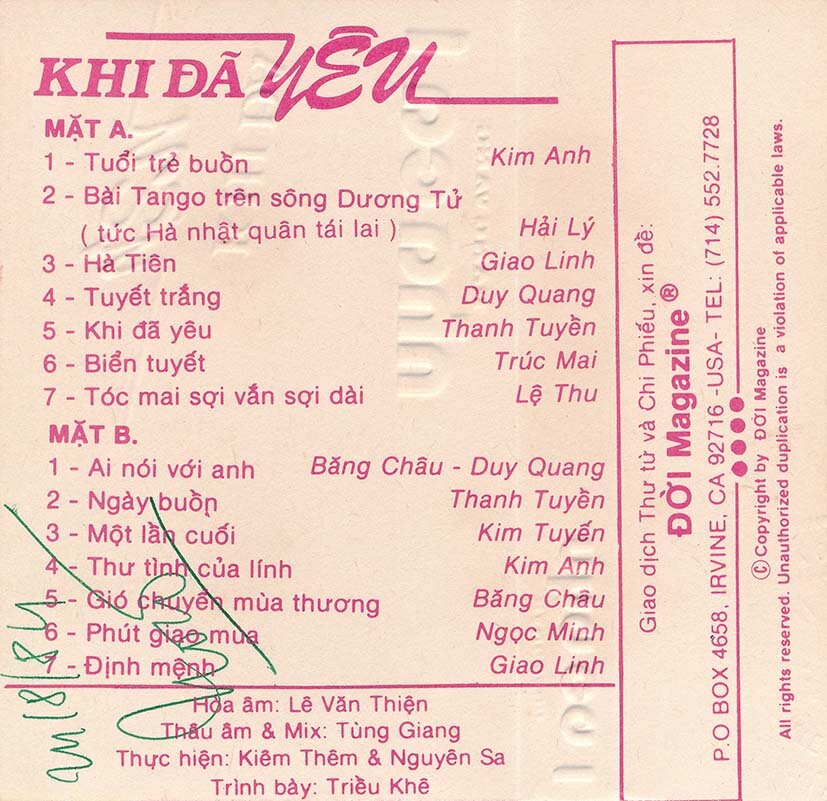 KHI ĐÃ YÊU
MẶT A.
1 - Tuổi trẻ buồn Kim Anh
2 - Bài Tango trên sông Dương Tử
( tức Hà nhật quân tái lai ) Hải Lý
3 - Hà Tiên Giao Linh
4 - Tuyết trắng Duy Quang
5 - Khi đã yêu Thanh Tuyền
6 - Biển tuyết Trúc Mai
7 - Tóc mai sợi vắn sợi dài Lệ Thu
MẶT B.
1 - Ai nói với anh Băng Châu - Duy Quang
2 - Ngày buồn Thanh Tuyền
3 - Một lần cuối Kim Tuyến
4 - Thư tình của lính Kim Anh
5 - Gió chuyển mùa thương Băng Châu
6 - Phút giao mùa Ngọc Minh
7 - Định mệnh Giao Linh
Hòa âm: Lê Văn Thiện
Thâu âm & Mix: Tùng Giang
Thực hiện: Kiêm Thêm & Nguyên Sa
Trình bày: Triều Khê
Giao dịch Thư từ và Chi Phiếu, xin đề:
ĐỜI Magazine ®
P.O BOX 4658, IRVINE, CA 92716 -USA- TEL: (714) 552.7728
© Copyright by ĐỜI Magazine
All rights reserved. Unauthorized duplication is a violation of applicable laws.